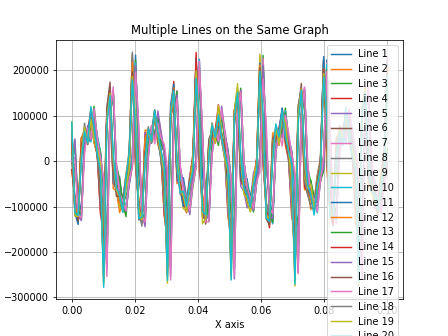 Multiple Lines on the Same Graph
200000
100000
0
−100000
−200000
−300000
0.00
0.02
0.04
0.06
0.08
X axis
Line 1
Line 2
Line 3
Line 4
Line 5
Line 6
Line 7
Line 8
Line 9
Line 10
Line 11
Line 12
Line 13
Line 14
Line 15
Line 16
Line 17
Line 18
Line 19
Line 20